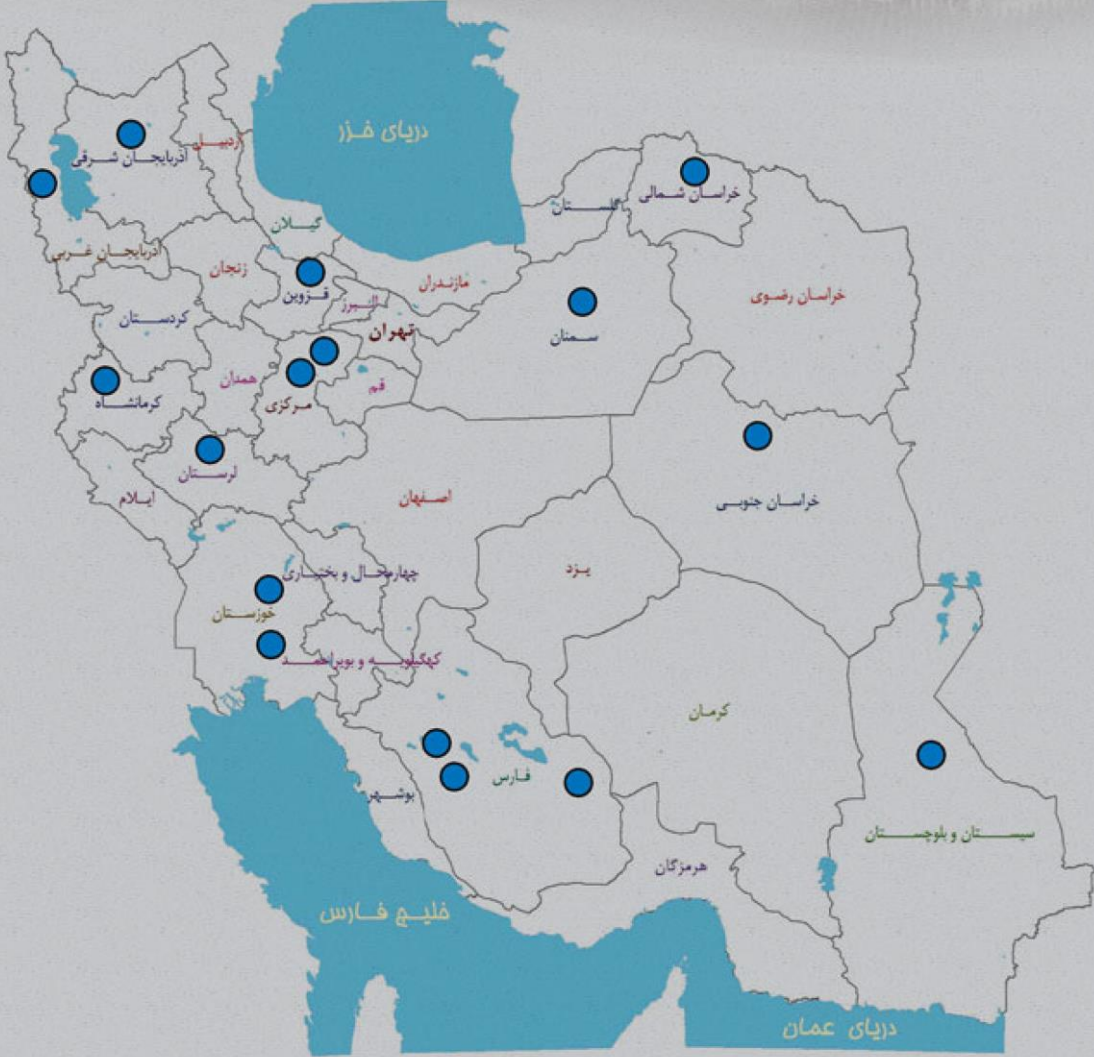 دریای خزر
اردبیل
آذربایجان شرقی
خراسان شمالی
گلستان
گیلان
آذربایجان غربی
زنجان
مازندران
خراسان رضوی
قزوین
البرز
کردستان
تهران
سمنان
همدان
قم
کرمانشاه
مرکزی
لرستان
ایلام
اصفهان
خراسان جنوبی
چهارمحال و بختیاری
یزد
خوزستان
کهگیلویه و بویراحمد
کرمان
فارس
بوشهر
سیستان و بلوچستان
هرمزگان
خلیج فارس
دریای عمان